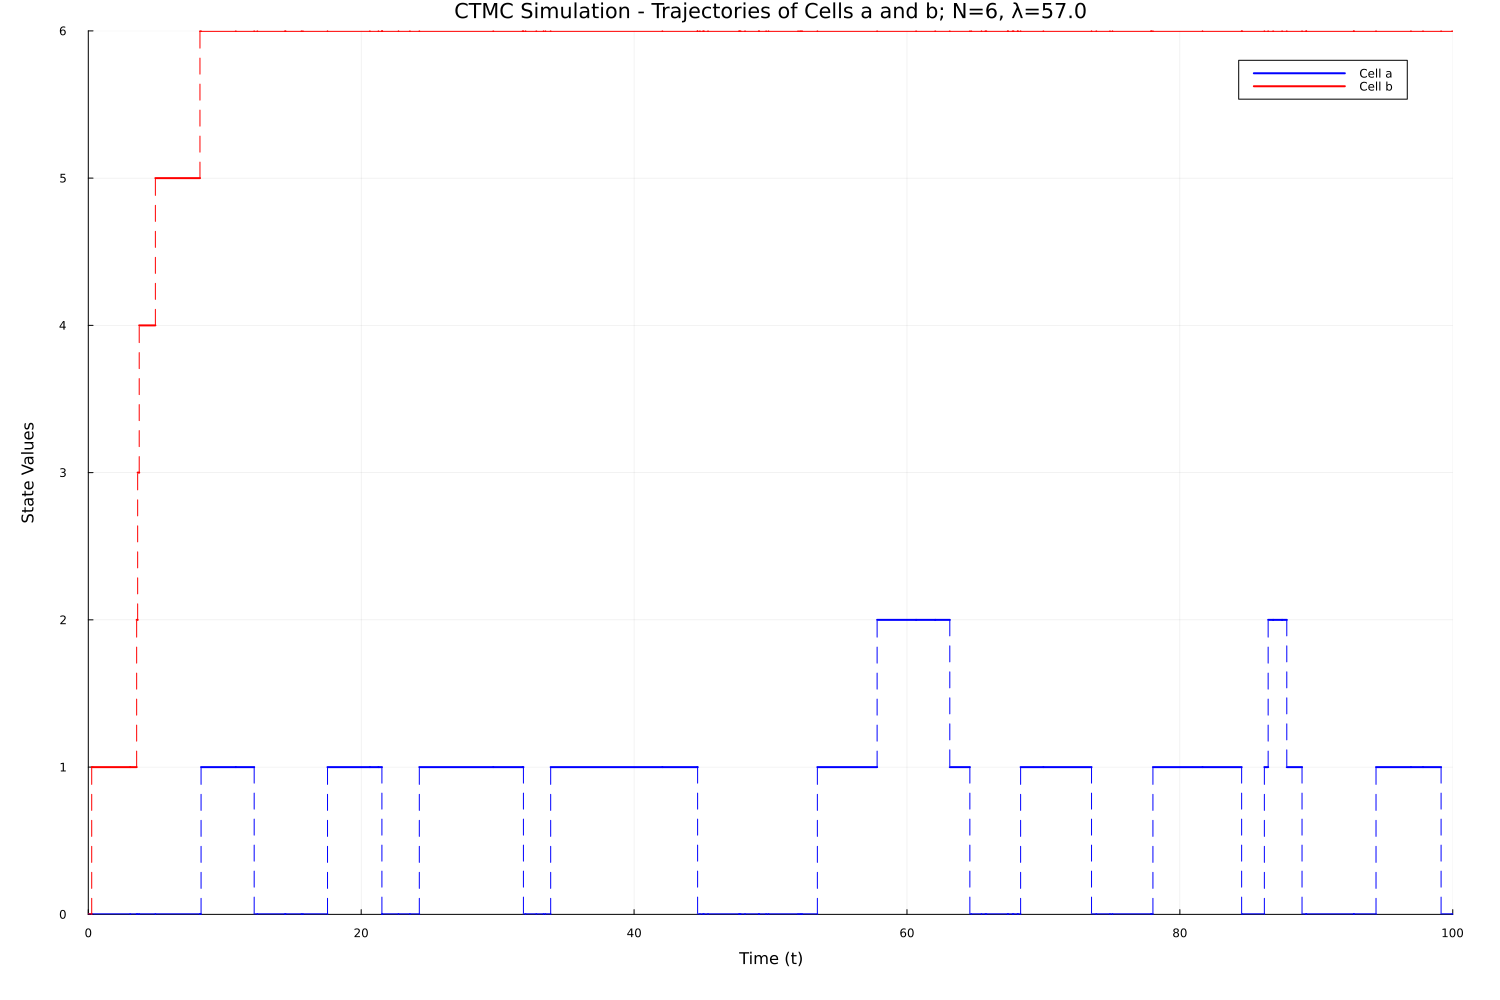 CTMC Simulation - Trajectories of Cells a and b; N=6, λ=57.0
6
Cell a
Cell b
5
4
State Values
3
2
1
0
0 20 40 60 80 100
Time (t)